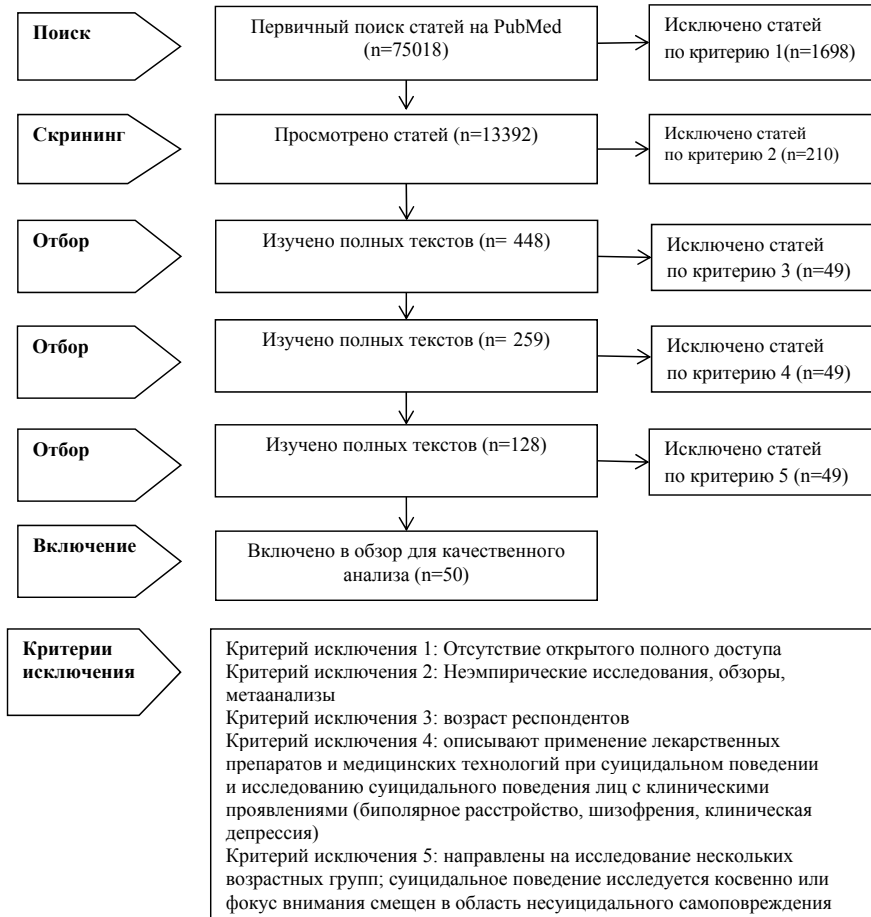 Поиск
Первичный поиск статей на PubMed
(n=75018)
Исключено статей
по критерию 1(n=1698)
Скрининг
Просмотрено статей (n=13392)
Исключено статей
по критерию 2 (n=210)
Отбор
Изучено полных текстов (n= 448)
Исключено статей
по критерию 3 (n=49)
Отбор
Изучено полных текстов (n= 259)
Исключено статей
по критерию 4 (n=49)
Отбор
Изучено полных текстов (n=128)
Исключено статей
по критерию 5 (n=49)
Включение
Включено в обзор для качественного
анализа (n=50)
Критерии
исключения
Критерий исключения 1: Отсутствие открытого полного доступа
Критерий исключения 2: Неэмпирические исследования, обзоры,
метаанализы
Критерий исключения 3: возраст респондентов
Критерий исключения 4: описывают применение лекарственных
препаратов и медицинских технологий при суицидальном поведении
и исследованию суицидального поведения лиц с клиническими
проявлениями (биполярное расстройство, шизофрения, клиническая
депрессия)
Критерий исключения 5: направлены на исследование нескольких
возрастных групп; суицидальное поведение исследуется косвенно или
фокус внимания смещен в область несуицидального самоповреждения